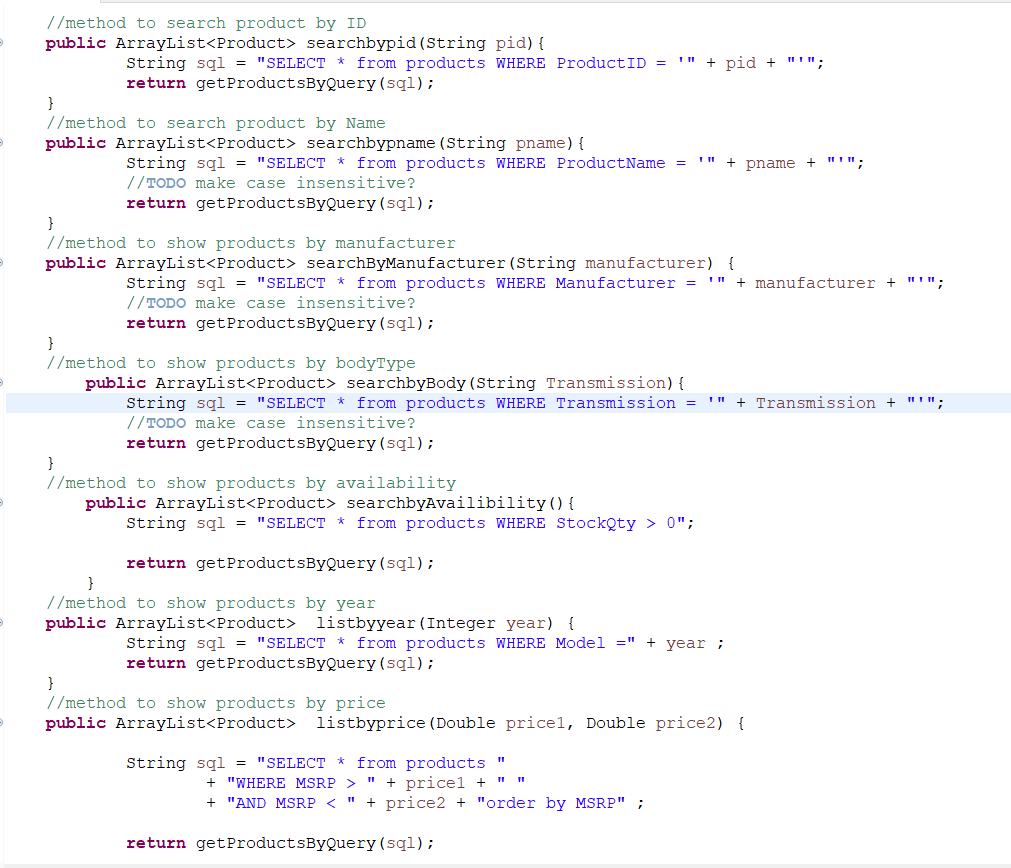 //method to search product by ID
public ArrayList<Product> searchbypid(String pid){
String sql = "SELECT * from products WHERE ProductID = '" + pid + "'";
return getProductsByQuery(sql);
}
//method to search product by Name
public ArrayList<Product> searchbypname(String pname){
String sql = "SELECT * from products WHERE ProductName = '" + pname + "'";
//TODO make case insensitive?
return getProductsByQuery(sql);
}
//method to show products by manufacturer
public ArrayList<Product> searchByManufacturer(String manufacturer) {
String sql = "SELECT * from products WHERE Manufacturer = '" + manufacturer + "'";
//TODO make case insensitive?
return getProductsByQuery(sql);
}
//method to show products by bodyType
public ArrayList<Product> searchbyBody(String Transmission){
String sql = "SELECT * from products WHERE Transmission = '" + Transmission + "'";
//TODO make case insensitive?
return getProductsByQuery(sql);
}
//method to show products by availability
public ArrayList<Product> searchbyAvailibility(){
String sql = "SELECT * from products WHERE StockQty > 0";
return getProductsByQuery(sql);
}
//method to show products by year
public ArrayList<Product>  listbyyear(Integer year) {
String sql = "SELECT * from products WHERE Model =" + year ;
return getProductsByQuery(sql);
}
//method to show products by price
public ArrayList<Product>  listbyprice(Double price1, Double price2) {
String sql = "SELECT * from products "
+ "WHERE MSRP > " + price1 + " "
+ "AND MSRP < " + price2 + "order by MSRP" ;
return getProductsByQuery(sql);